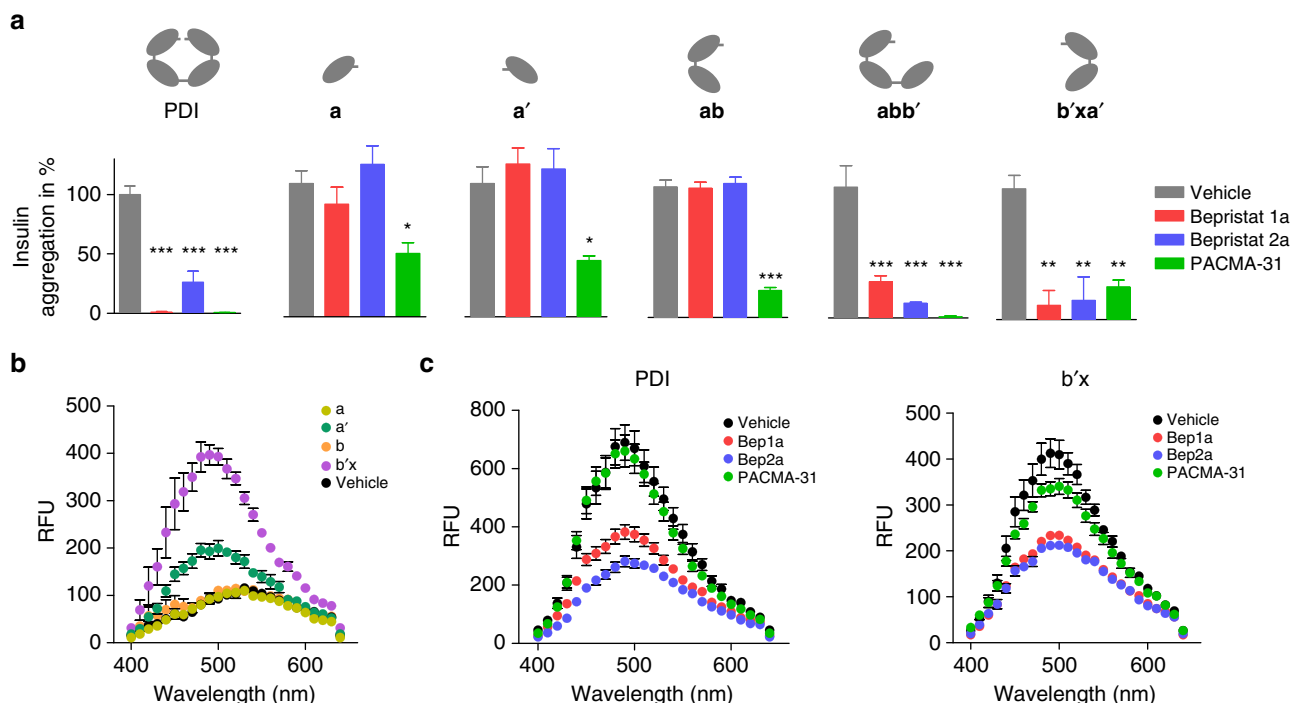 a
PDI
a
a′
ab
abb′
b′xa′
Insulin
aggregation in %
100
50
0
*** *** ***
*
*
***
*** *** ***
** ** **
Vehicle
Bepristat 1a
Bepristat 2a
PACMA-31
b
RFU
500
400
300
200
100
0
400 500 600
Wavelength (nm)
a
a′
b
b′x
Vehicle
c
PDI
RFU
800
600
400
200
0
400 500 600
Wavelength (nm)
Vehicle
Bep1a
Bep2a
PACMA-31
b′x
RFU
500
400
300
200
100
0
400 500 600
Wavelength (nm)
Vehicle
Bep1a
Bep2a
PACMA-31